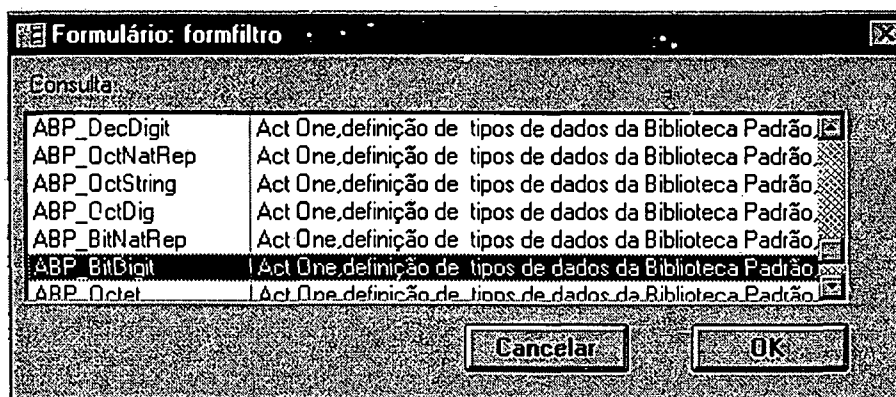 Formulário: formfiltro
Consulta:
ABP_DecDigit Act One,definição de tipos de dados da Biblioteca Padrão,
ABP_OctNatRep Act One,definição de tipos de dados da Biblioteca Padrão,
ABP_OctString Act One,definição de tipos de dados da Biblioteca Padrão,
ABP_OctDig Act One,definição de tipos de dados da Biblioteca Padrão,
ABP_BitNatRep Act One,definição de tipos de dados da Biblioteca Padrão,
ABP_BitDigit Act One,definição de tipos de dados da Biblioteca Padrão,
ABP_Octet Act One,definição de tipos de dados da Biblioteca Padrão,
Cancelar OK